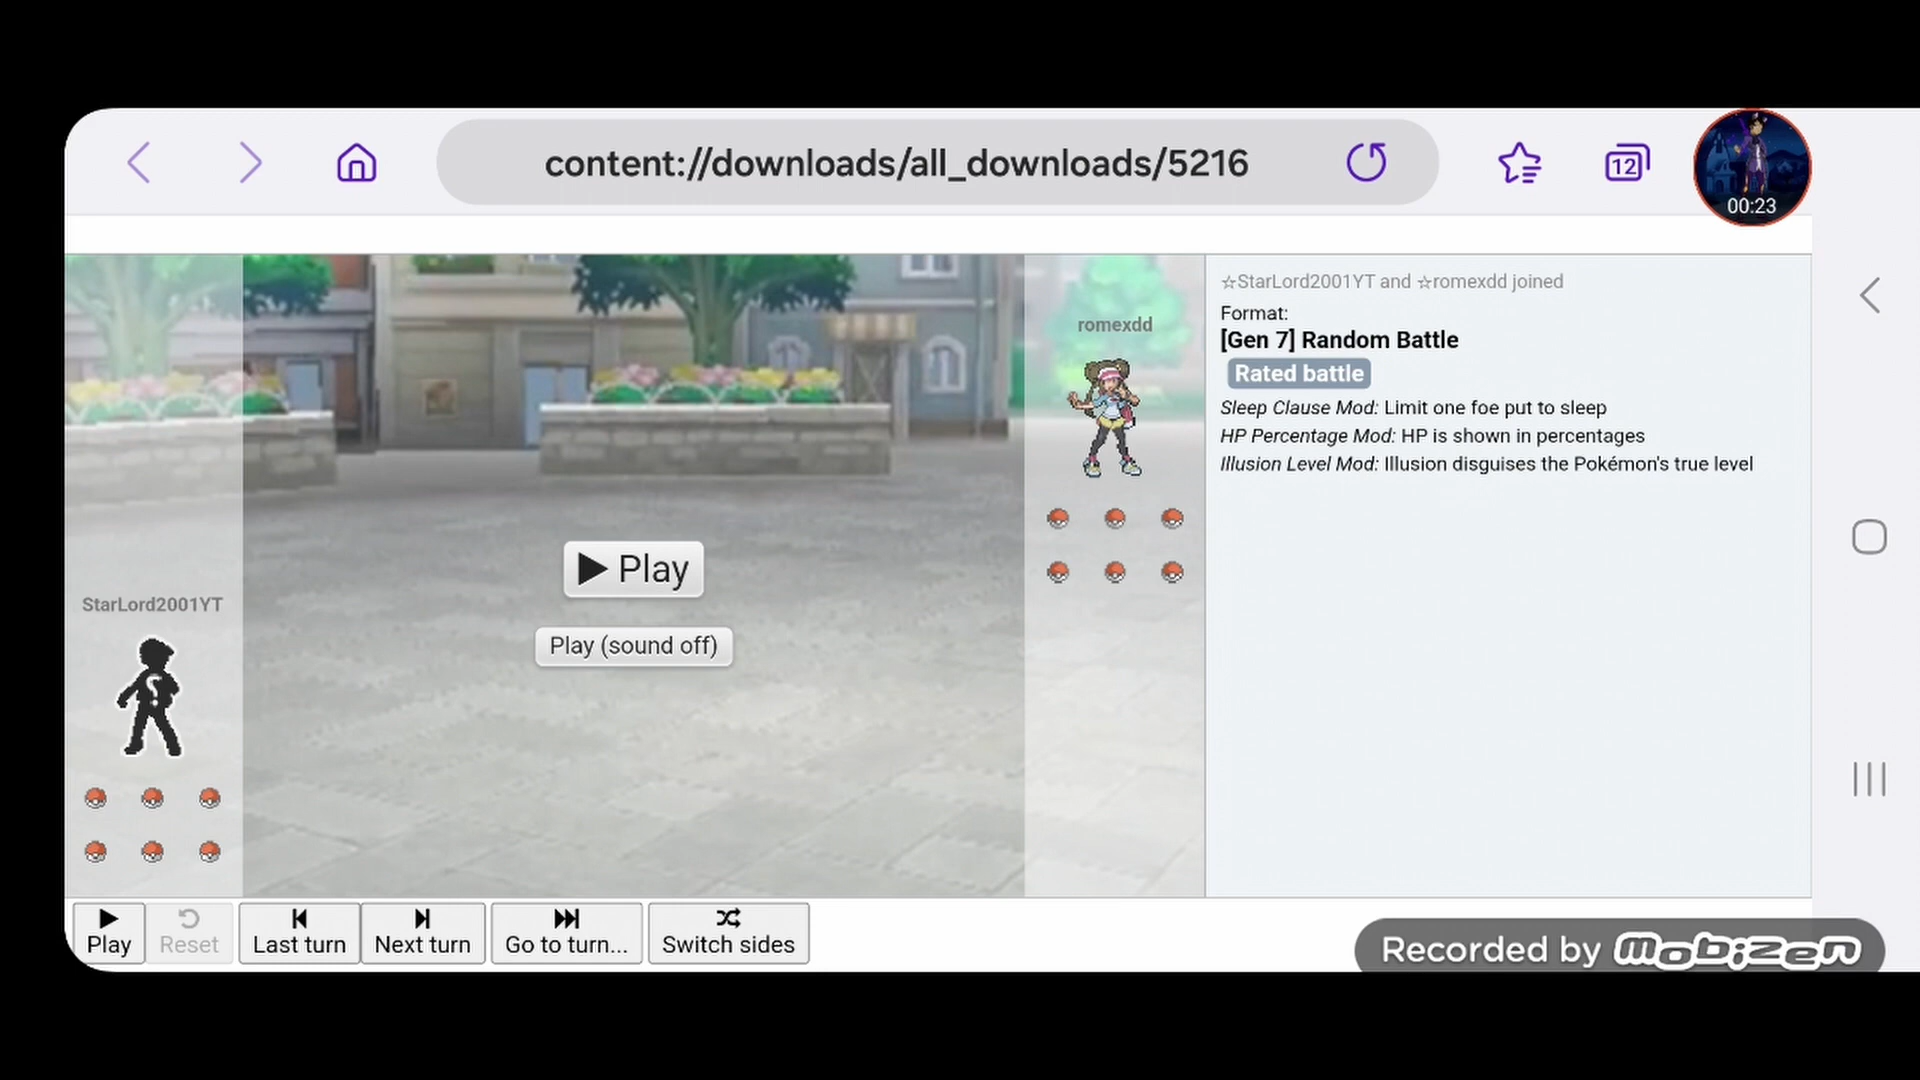 content://downloads/all_downloads/5216
12
00:23
☆StarLord2001YT and ☆romexdd joined
Format:
[Gen 7] Random Battle
Rated battle
Sleep Clause Mod: Limit one foe put to sleep
HP Percentage Mod: HP is shown in percentages
Illusion Level Mod: Illusion disguises the Pokémon's true level
romexdd
Play
Play (sound off)
StarLord2001YT
?
Play
Reset
Last turn
Next turn
Go to turn...
Switch sides
Recorded by mobizen